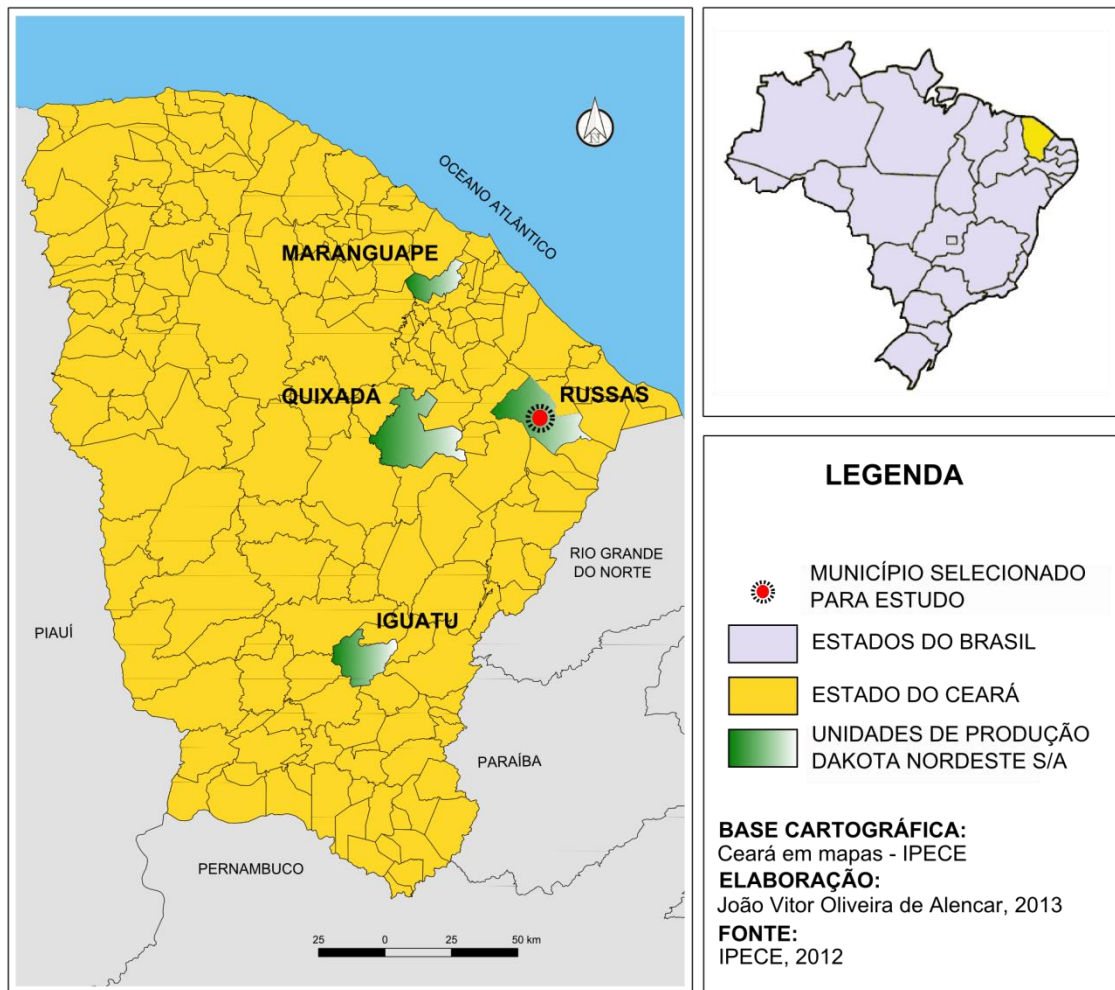 OCEANO ATLÂNTICO
N
MARANGUAPE
QUIXADÁ
RUSSAS
RIO GRANDE
DO NORTE
IGUATU
PIAUÍ
PARAÍBA
PERNAMBUCO
25 0 25 50 km
LEGENDA
MUNICÍPIO SELECIONADO
PARA ESTUDO
ESTADOS DO BRASIL
ESTADO DO CEARÁ
UNIDADES DE PRODUÇÃO
DAKOTA NORDESTE S/A
BASE CARTOGRÁFICA:
Ceará em mapas - IPECE
ELABORAÇÃO:
João Vitor Oliveira de Alencar, 2013
FONTE:
IPECE, 2012